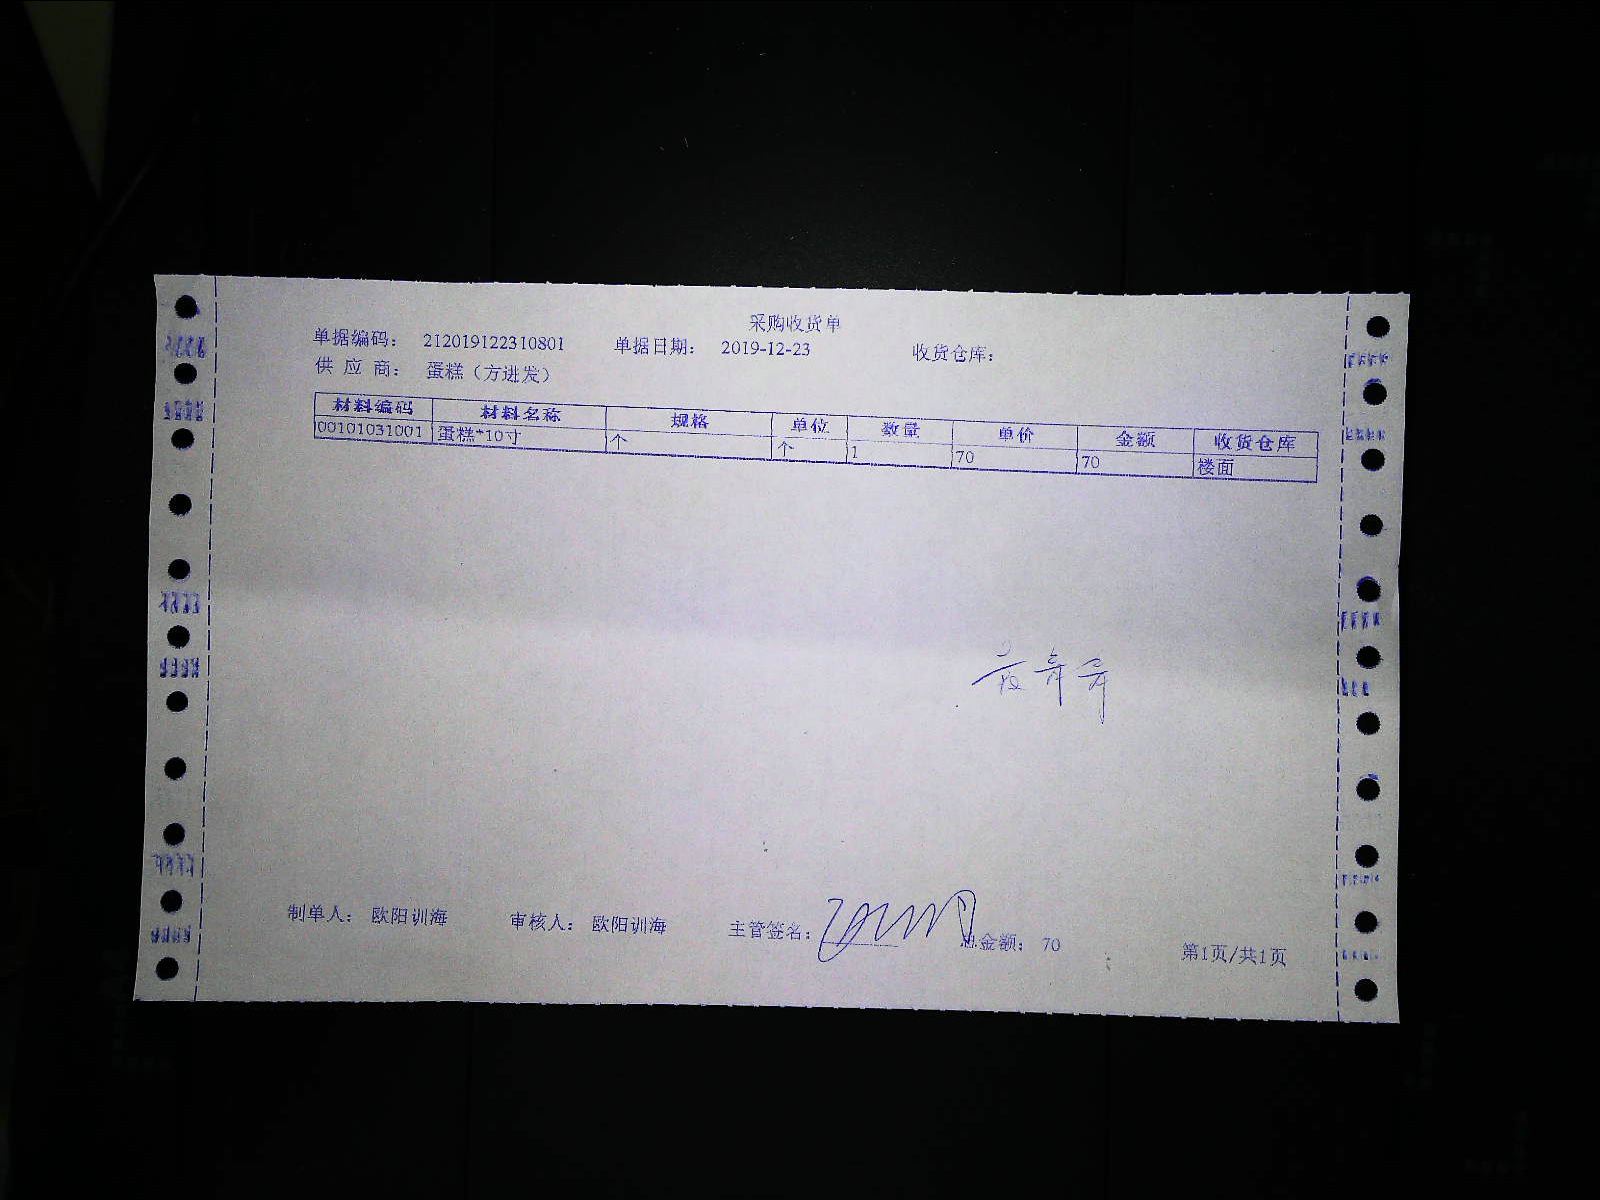 采购收货单
单据编码： 212019122310801 单据日期： 2019-12-23 收货仓库：
供 应 商： 蛋糕（方进发）
材料编码 材料名称 规格 单位 数量 单价 金额 收货仓库
00101031001 蛋糕*10寸 个 个 1 70 70 楼面
制单人： 欧阳训海 审核人： 欧阳训海 主管签名： 总金额： 70 第1页/共1页